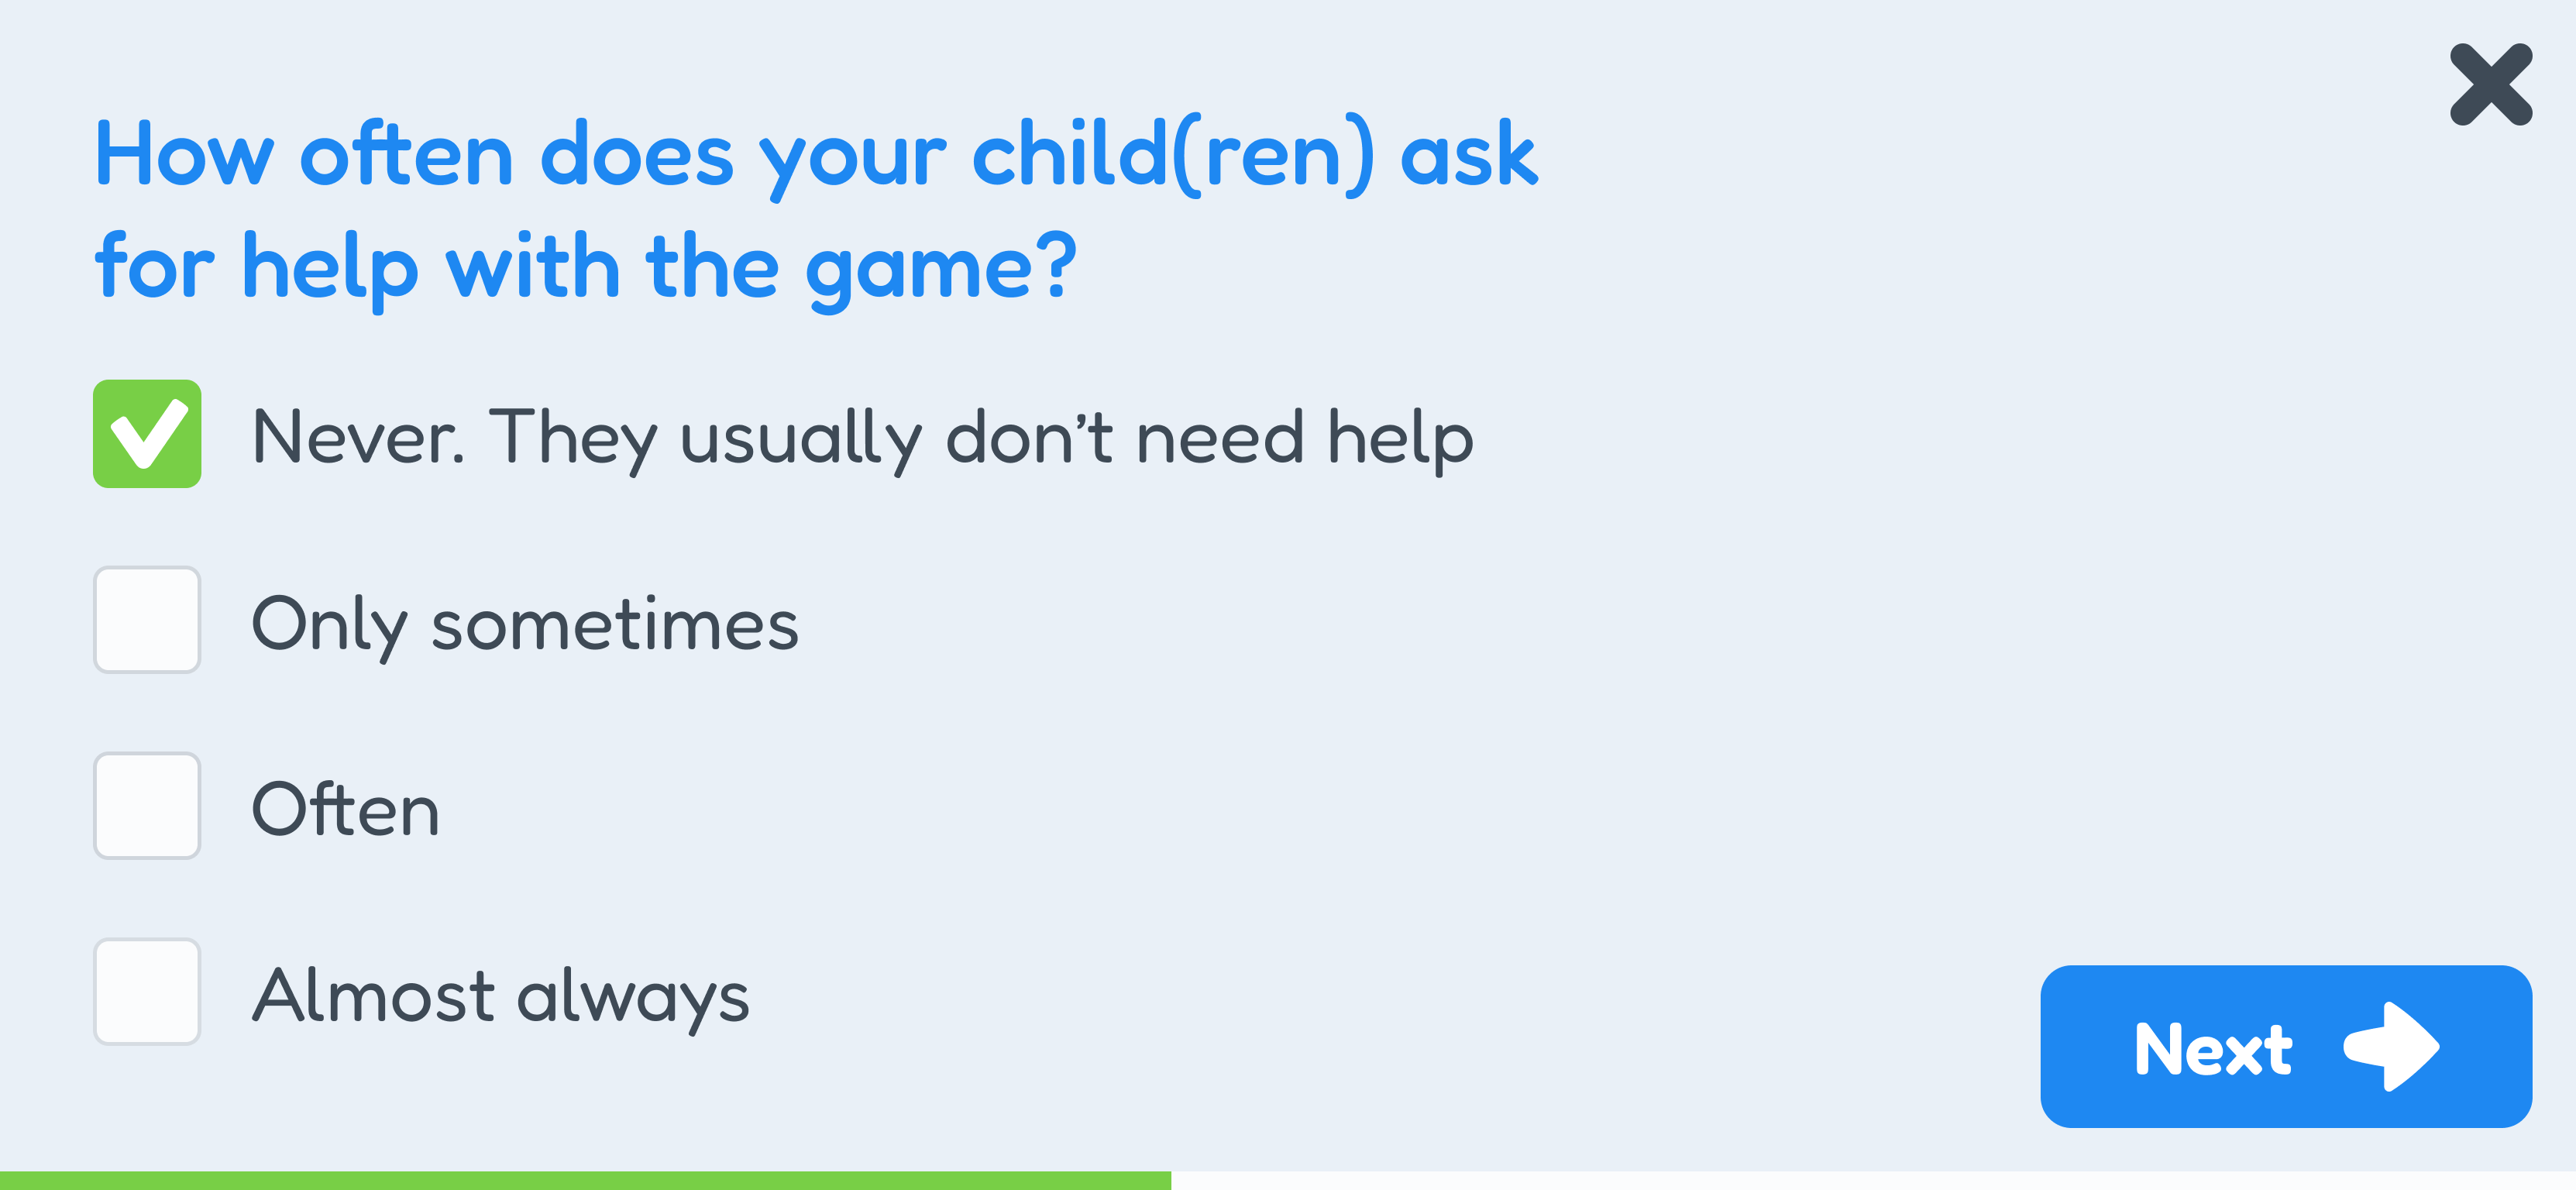 How often does your child(ren) ask
for help with the game?
Never. They usually don’t need help
Only sometimes
Often
Almost always
Next